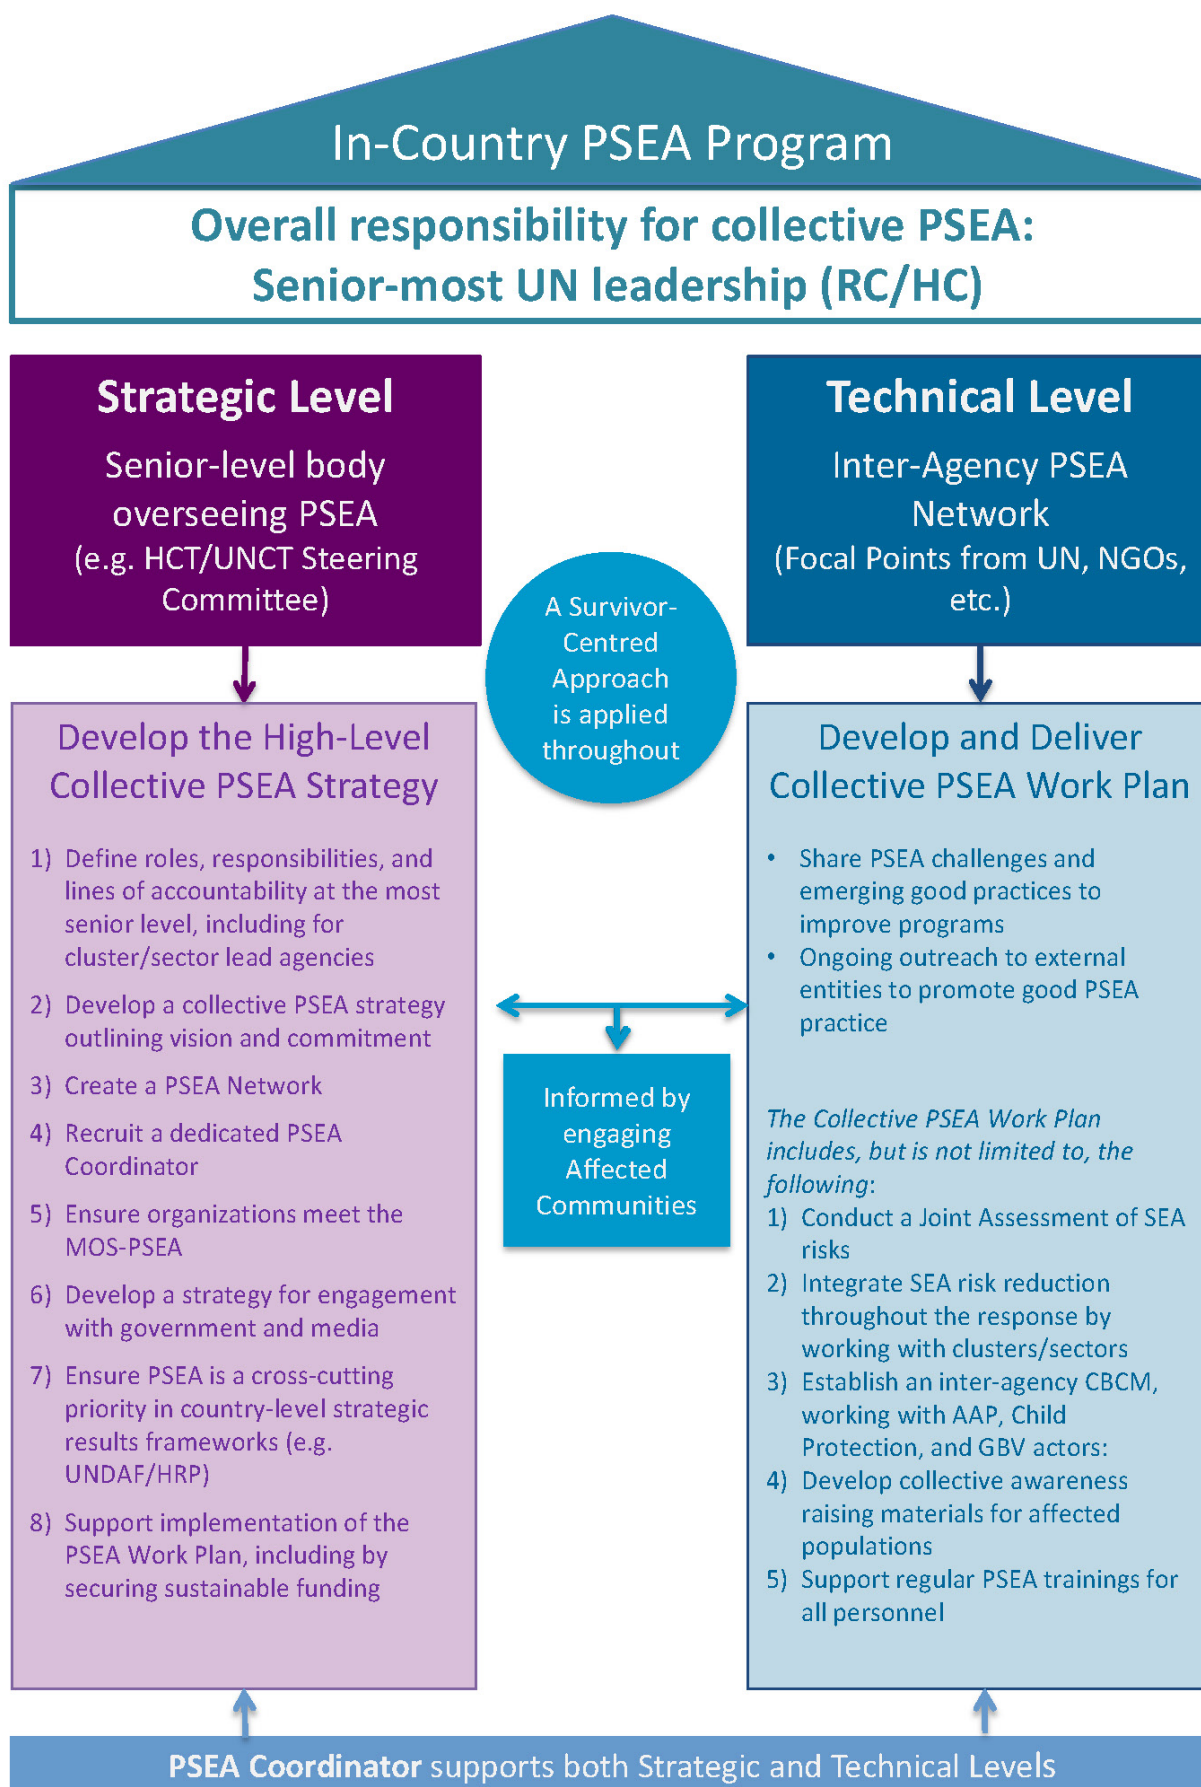 In-Country PSEA Program
Overall responsibility for collective PSEA:
Senior-most UN leadership (RC/HC)
Strategic Level
Senior-level body
overseeing PSEA
(e.g. HCT/UNCT Steering
Committee)
Technical Level
Inter-Agency PSEA
Network
(Focal Points from UN, NGOs,
etc.)
A Survivor-
Centred
Approach
is applied
throughout
Develop the High-Level
Collective PSEA Strategy
1) Define roles, responsibilities, and
lines of accountability at the most
senior level, including for
cluster/sector lead agencies
2) Develop a collective PSEA strategy
outlining vision and commitment
3) Create a PSEA Network
4) Recruit a dedicated PSEA
Coordinator
5) Ensure organizations meet the
MOS-PSEA
6) Develop a strategy for engagement
with government and media
7) Ensure PSEA is a cross-cutting
priority in country-level strategic
results frameworks (e.g.
UNDAF/HRP)
8) Support implementation of the
PSEA Work Plan, including by
securing sustainable funding
Informed by
engaging
Affected
Communities
Develop and Deliver
Collective PSEA Work Plan
• Share PSEA challenges and
emerging good practices to
improve programs
• Ongoing outreach to external
entities to promote good PSEA
practice
The Collective PSEA Work Plan
includes, but is not limited to, the
following:
1) Conduct a Joint Assessment of SEA
risks
2) Integrate SEA risk reduction
throughout the response by
working with clusters/sectors
3) Establish an inter-agency CBCM,
working with AAP, Child
Protection, and GBV actors:
4) Develop collective awareness
raising materials for affected
populations
5) Support regular PSEA trainings for
all personnel
PSEA Coordinator supports both Strategic and Technical Levels